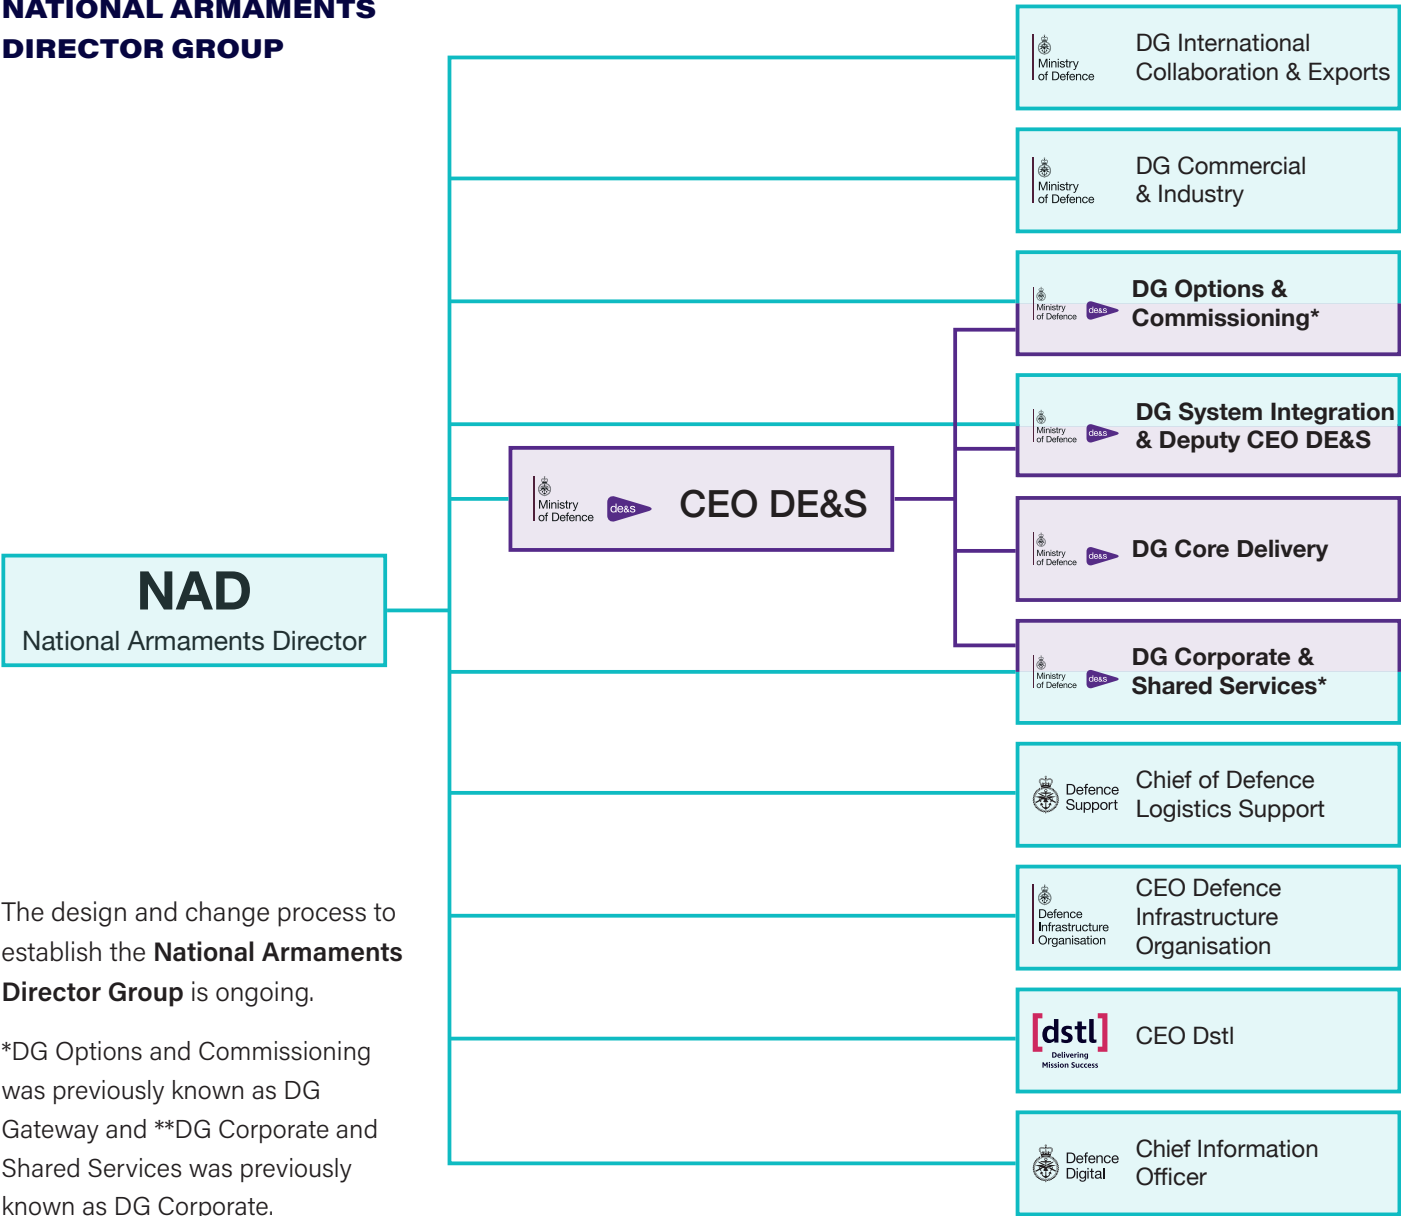 NATIONAL ARMAMENTS
DIRECTOR GROUP
Ministry
of Defence
DG International
Collaboration & Exports
Ministry
of Defence
DG Commercial
& Industry
Ministry
of Defence
de&s
DG Options &
Commissioning*
Ministry
of Defence
de&s
DG System Integration
& Deputy CEO DE&S
Ministry
of Defence
de&s
CEO DE&S
Ministry
of Defence
de&s
DG Core Delivery
NAD
National Armaments Director
Ministry
of Defence
de&s
DG Corporate &
Shared Services*
Defence
Support
Chief of Defence
Logistics Support
Defence
Infrastructure
Organisation
CEO Defence
Infrastructure
Organisation
[dstl]
Delivering
Mission Success
CEO Dstl
Defence
Digital
Chief Information
Officer
The design and change process to
establish the National Armaments
Director Group is ongoing.
*DG Options and Commissioning
was previously known as DG
Gateway and **DG Corporate and
Shared Services was previously
known as DG Corporate.